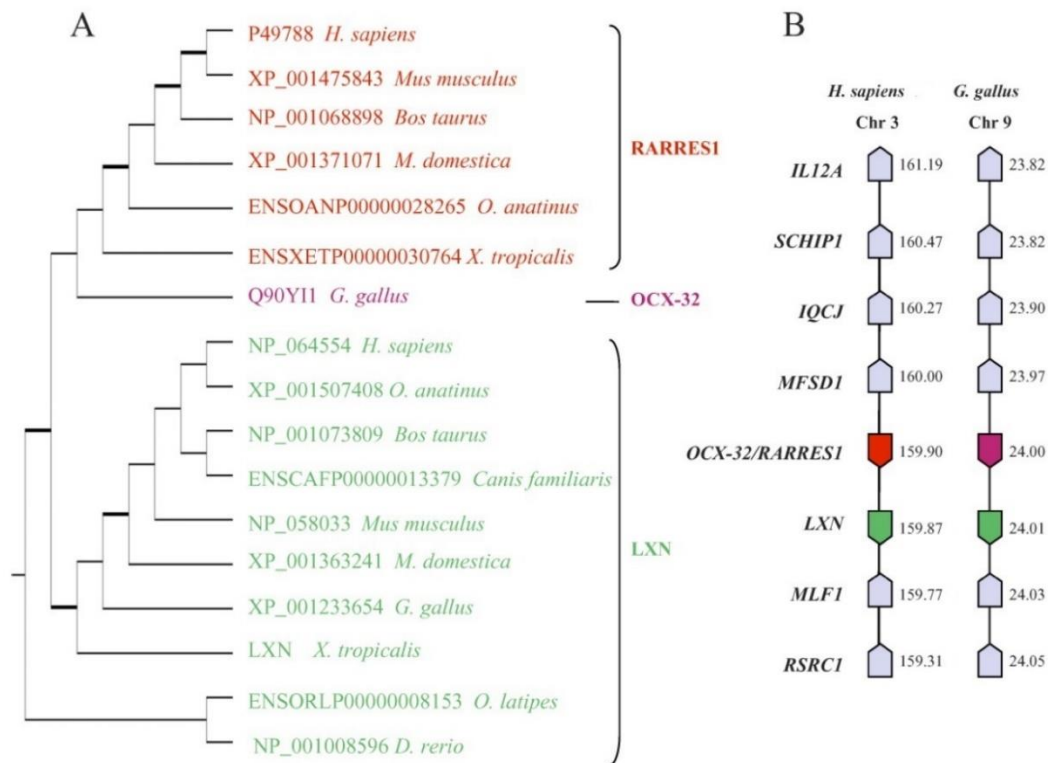 A
P49788 H. sapiens
XP_001475843 Mus musculus
NP_001068898 Bos taurus
XP_001371071 M. domestica
ENSOANP00000028265 O. anatinus
ENSXETP00000030764 X. tropicalis
RARRES1
Q90YI1 G. gallus
OCX-32
NP_064554 H. sapiens
XP_001507408 O. anatinus
NP_001073809 Bos taurus
ENSCAFP00000013379 Canis familiaris
NP_058033 Mus musculus
XP_001363241 M. domestica
XP_001233654 G. gallus
LXN X. tropicalis
ENSORLP00000008153 O. latipes
NP_001008596 D. rerio
LXN
B
H. sapiens G. gallus
Chr 3 Chr 9
IL12A 161.19 23.82
SCHIP1 160.47 23.82
IQCJ 160.27 23.90
MFSD1 160.00 23.97
OCX-32/RARRES1 159.90 24.00
LXN 159.87 24.01
MLF1 159.77 24.03
RSRC1 159.31 24.05